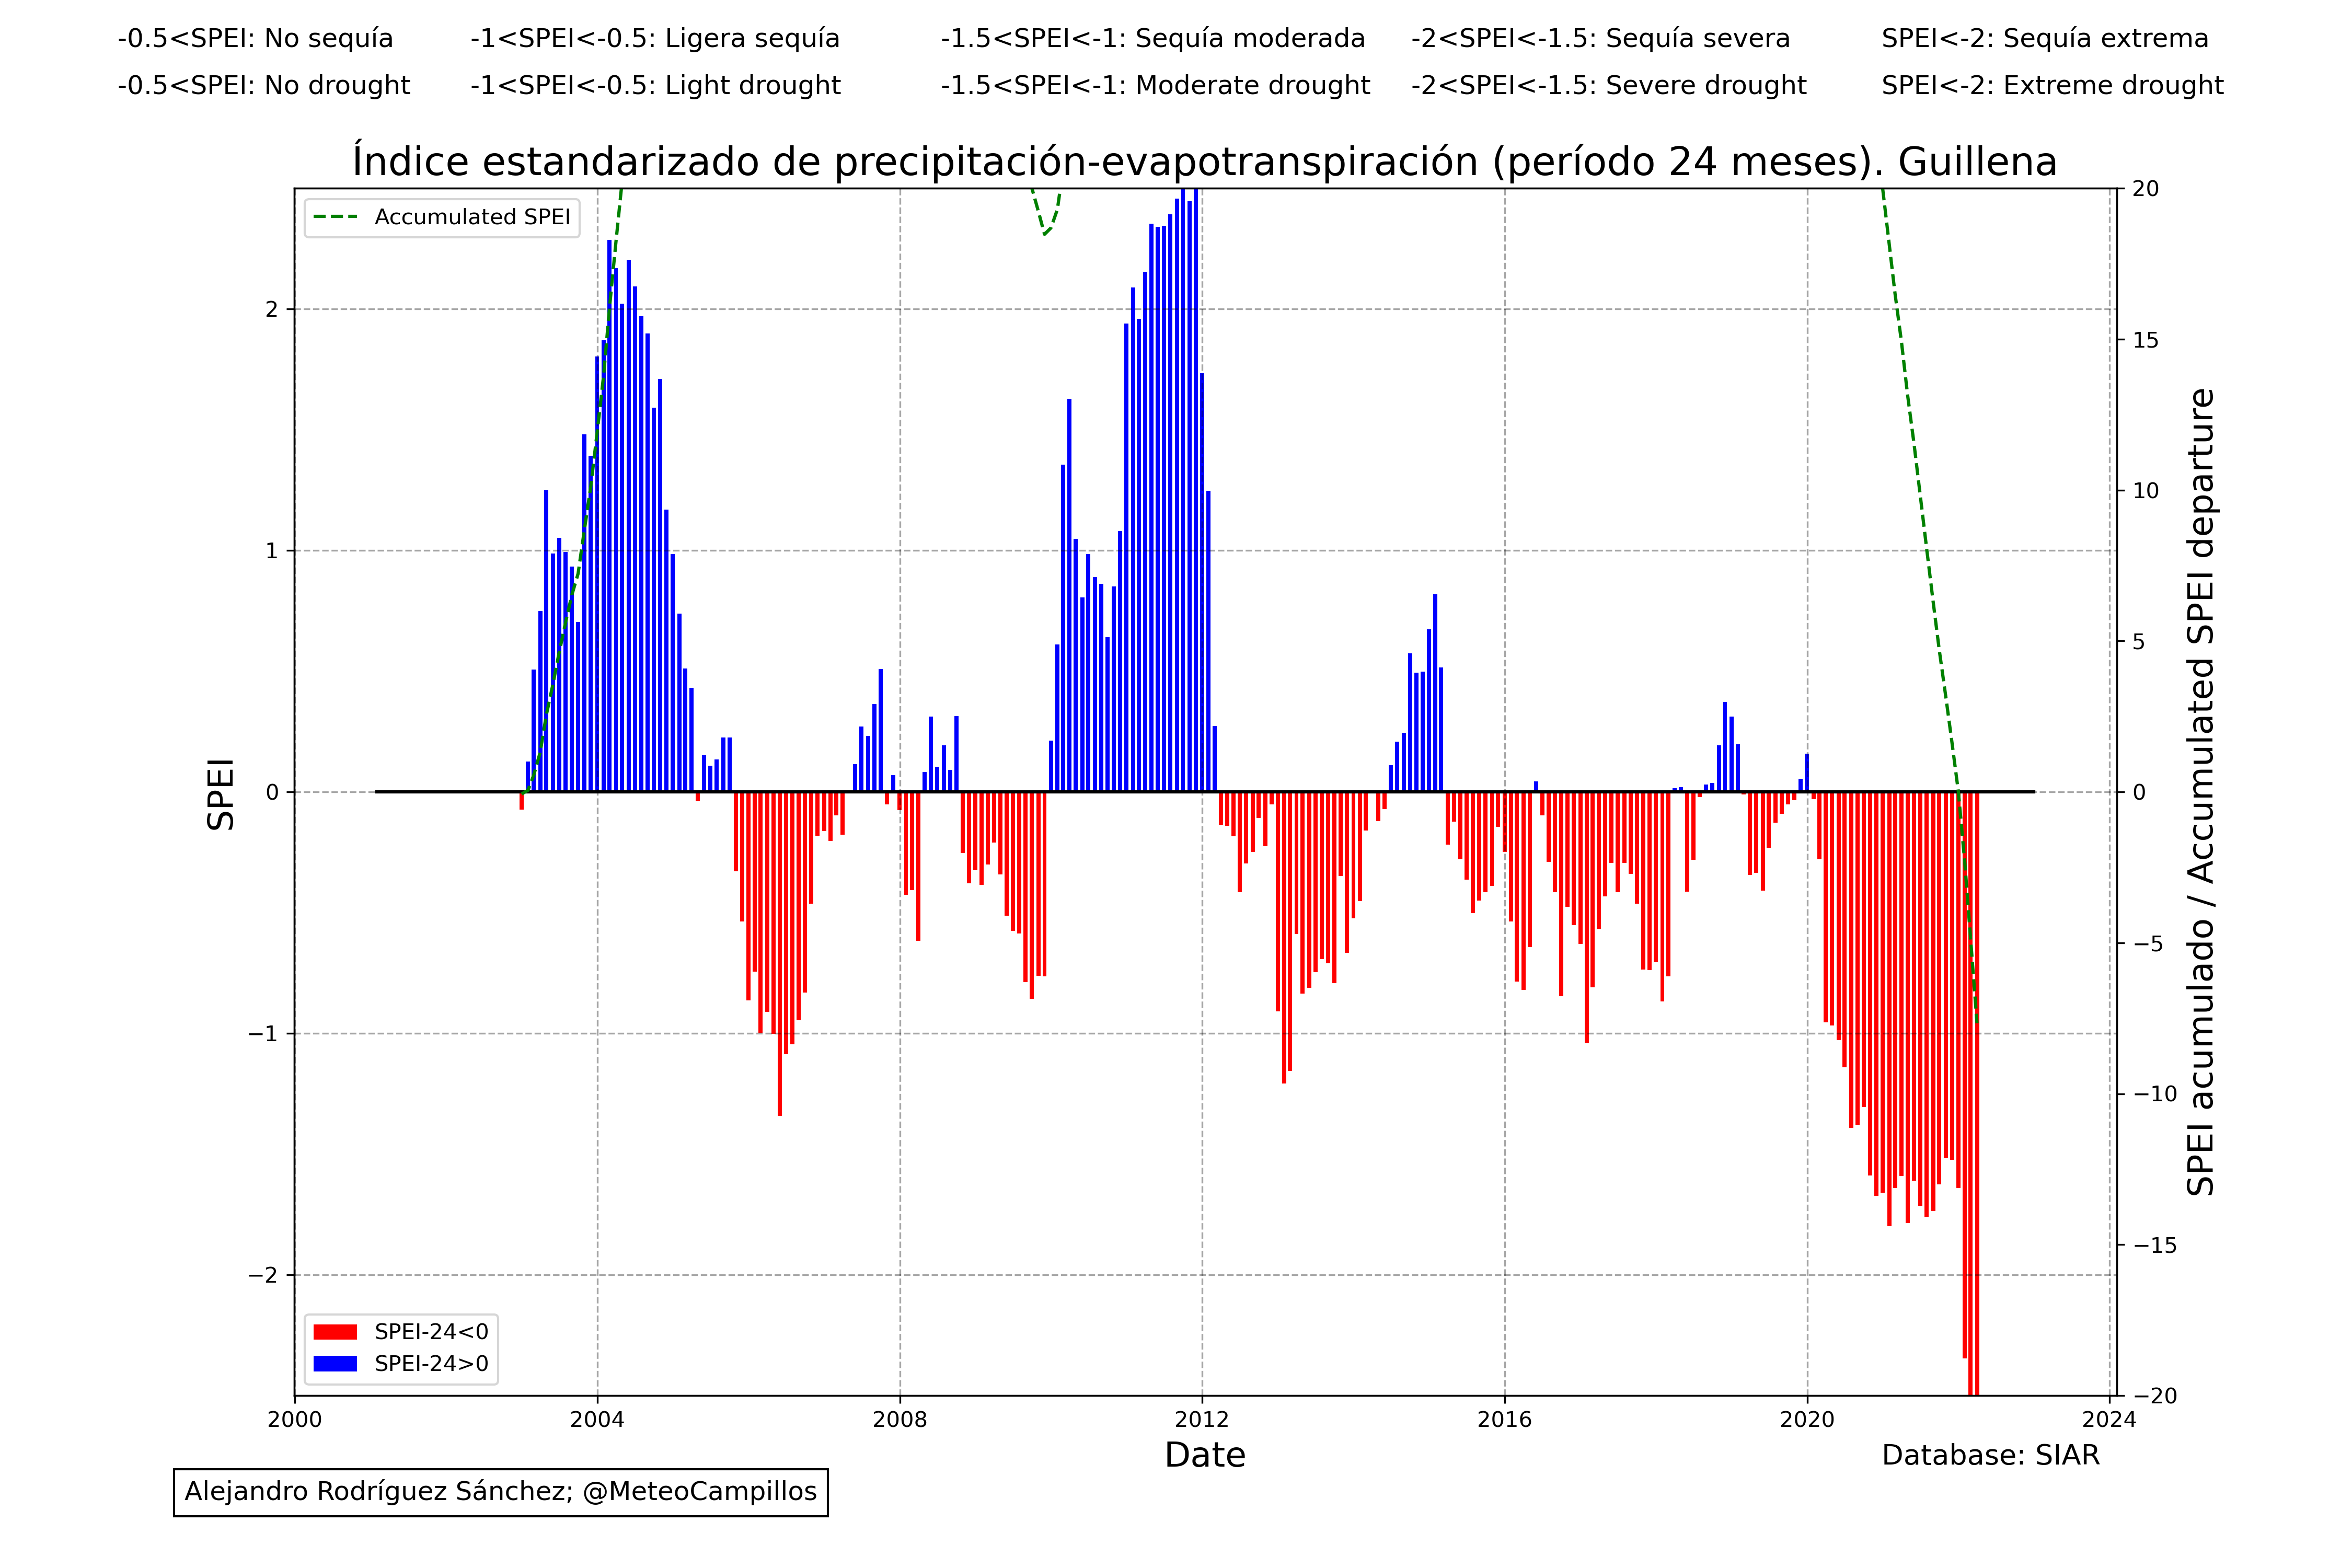 -0.5<SPEI: No sequía -1<SPEI<-0.5: Ligera sequía -1.5<SPEI<-1: Sequía moderada -2<SPEI<-1.5: Sequía severa SPEI<-2: Sequía extrema
-0.5<SPEI: No drought -1<SPEI<-0.5: Light drought -1.5<SPEI<-1: Moderate drought -2<SPEI<-1.5: Severe drought SPEI<-2: Extreme drought
Índice estandarizado de precipitación-evapotranspiración (período 24 meses). Guillena
Accumulated SPEI
2
1
0
−1
−2
SPEI
20
15
10
5
0
−5
−10
−15
−20
SPEI acumulado / Accumulated SPEI departure
SPEI-24<0
SPEI-24>0
2000 2004 2008 2012 2016 2020 2024
Date
Database: SIAR
Alejandro Rodríguez Sánchez; @MeteoCampillos